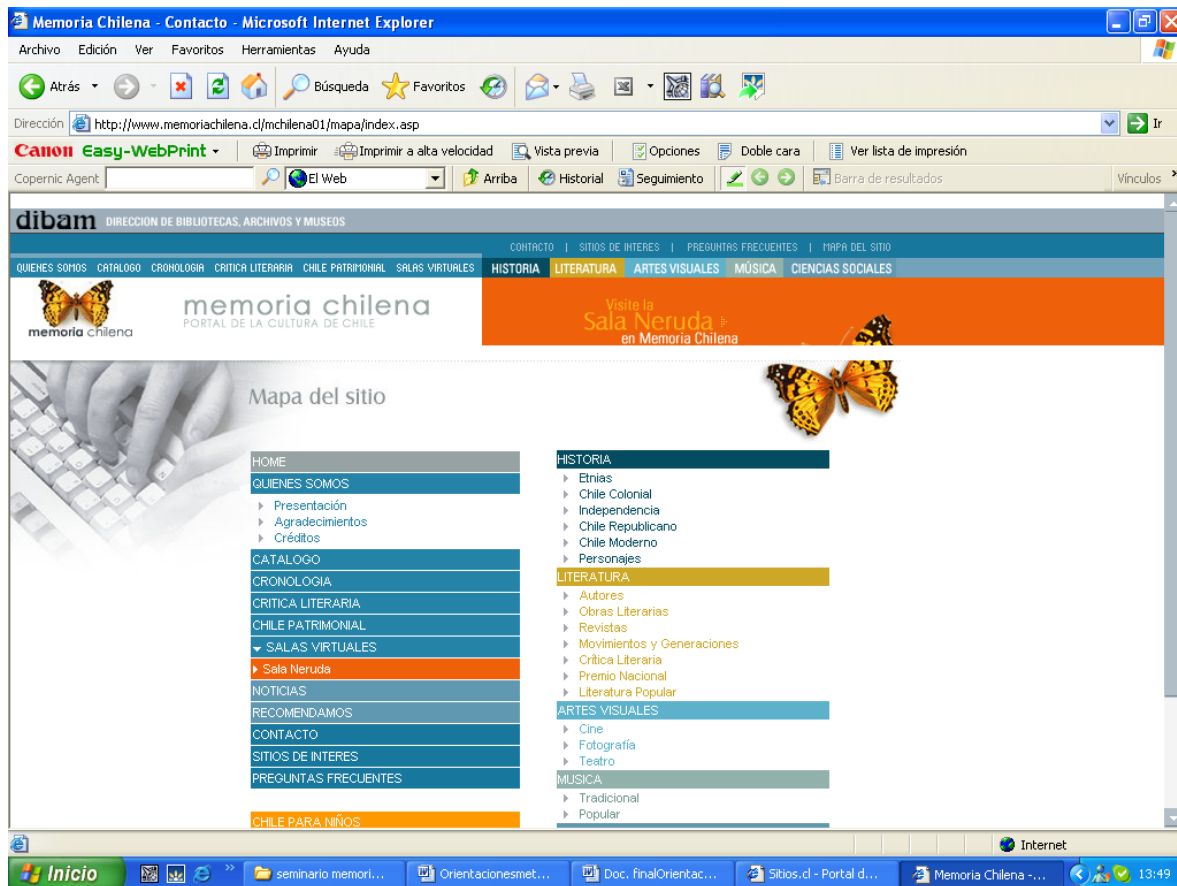 Memoria Chilena - Contacto - Microsoft Internet Explorer
Archivo Edición Ver Favoritos Herramientas Ayuda
Atrás Búsqueda Favoritos
Dirección http://www.memoriachilena.cl/mchilena01/mapa/index.asp Ir
Canon Easy-WebPrint Imprimir Imprimir a alta velocidad Vista previa Opciones Doble cara Ver lista de impresión
Copernic Agent El Web Arriba Historial Seguimiento Barra de resultados Vínculos »
dibam DIRECCION DE BIBLIOTECAS, ARCHIVOS Y MUSEOS
CONTACTO | SITIOS DE INTERES | PREGUNTAS FRECUENTES | MAPA DEL SITIO
QUIENES SOMOS CATALOGO CRONOLOGIA CRITICA LITERARIA CHILE PATRIMONIAL SALAS VIRTUALES HISTORIA LITERATURA ARTES VISUALES MÚSICA CIENCIAS SOCIALES
memoria chilena
memoria chilena
PORTAL DE LA CULTURA DE CHILE
Visite la
Sala Neruda
en Memoria Chilena
Mapa del sitio
HOME
QUIENES SOMOS
Presentación
Agradecimientos
Créditos
CATALOGO
CRONOLOGIA
CRITICA LITERARIA
CHILE PATRIMONIAL
SALAS VIRTUALES
Sala Neruda
NOTICIAS
RECOMENDAMOS
CONTACTO
SITIOS DE INTERES
PREGUNTAS FRECUENTES
CHILE PARA NIÑOS
HISTORIA
Etnias
Chile Colonial
Independencia
Chile Republicano
Chile Moderno
Personajes
LITERATURA
Autores
Obras Literarias
Revistas
Movimientos y Generaciones
Crítica Literaria
Premio Nacional
Literatura Popular
ARTES VISUALES
Cine
Fotografía
Teatro
MUSICA
Tradicional
Popular
Internet
Inicio » seminario memori... Orientacionesmet... Doc. finalOrientac... Sitios.cl - Portal d... Memoria Chilena -... 13:49